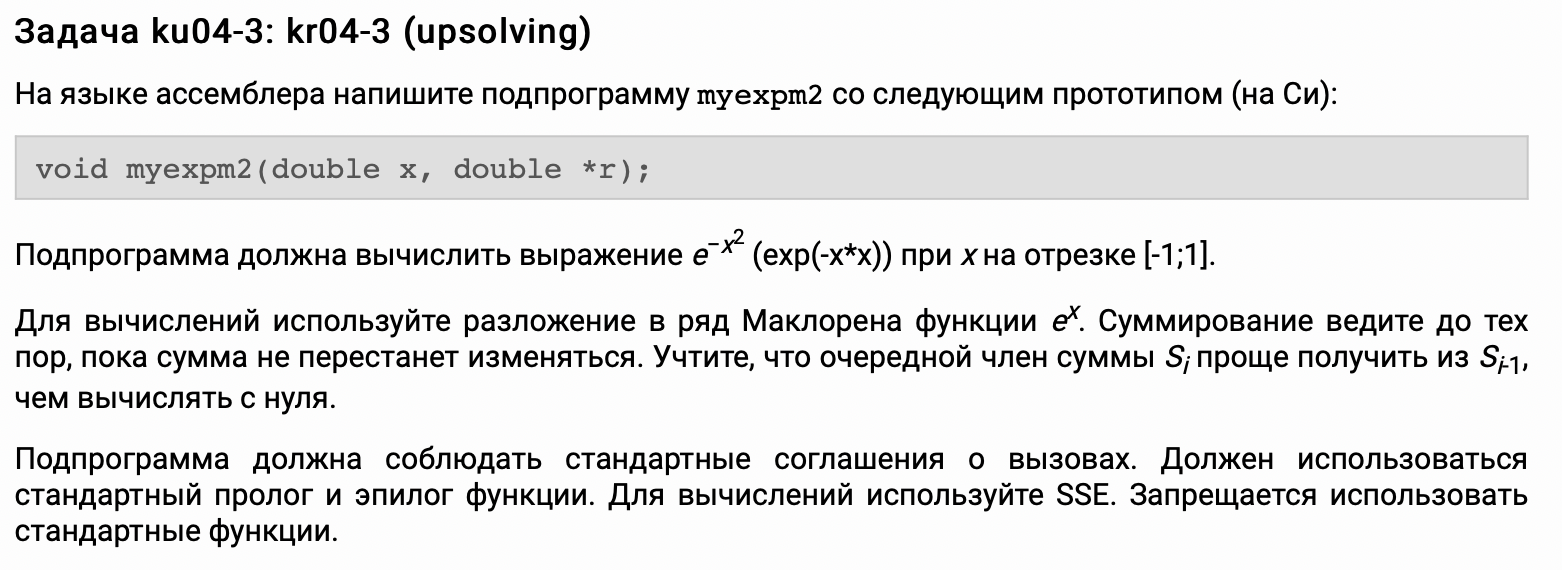 Задача ku04-3: kr04-3 (upsolving)
На языке ассемблера напишите подпрограмму myexpm2 со следующим прототипом (на Си):
void myexpm2(double x, double *r);
Подпрограмма должна вычислить выражение e^{-x^2} (exp(-x*x)) при x на отрезке [-1;1].
Для вычислений используйте разложение в ряд Маклорена функции e^x. Суммирование ведите до тех
пор, пока сумма не перестанет изменяться. Учтите, что очередной член суммы S_i проще получить из S_{i-1},
чем вычислять с нуля.
Подпрограмма должна соблюдать стандартные соглашения о вызовах. Должен использоваться
стандартный пролог и эпилог функции. Для вычислений используйте SSE. Запрещается использовать
стандартные функции.